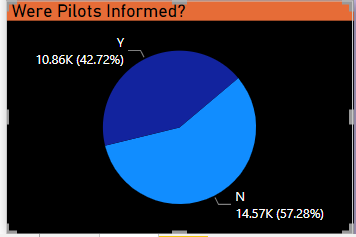 Were Pilots Informed?
Y
10.86K (42.72%)
N
14.57K (57.28%)